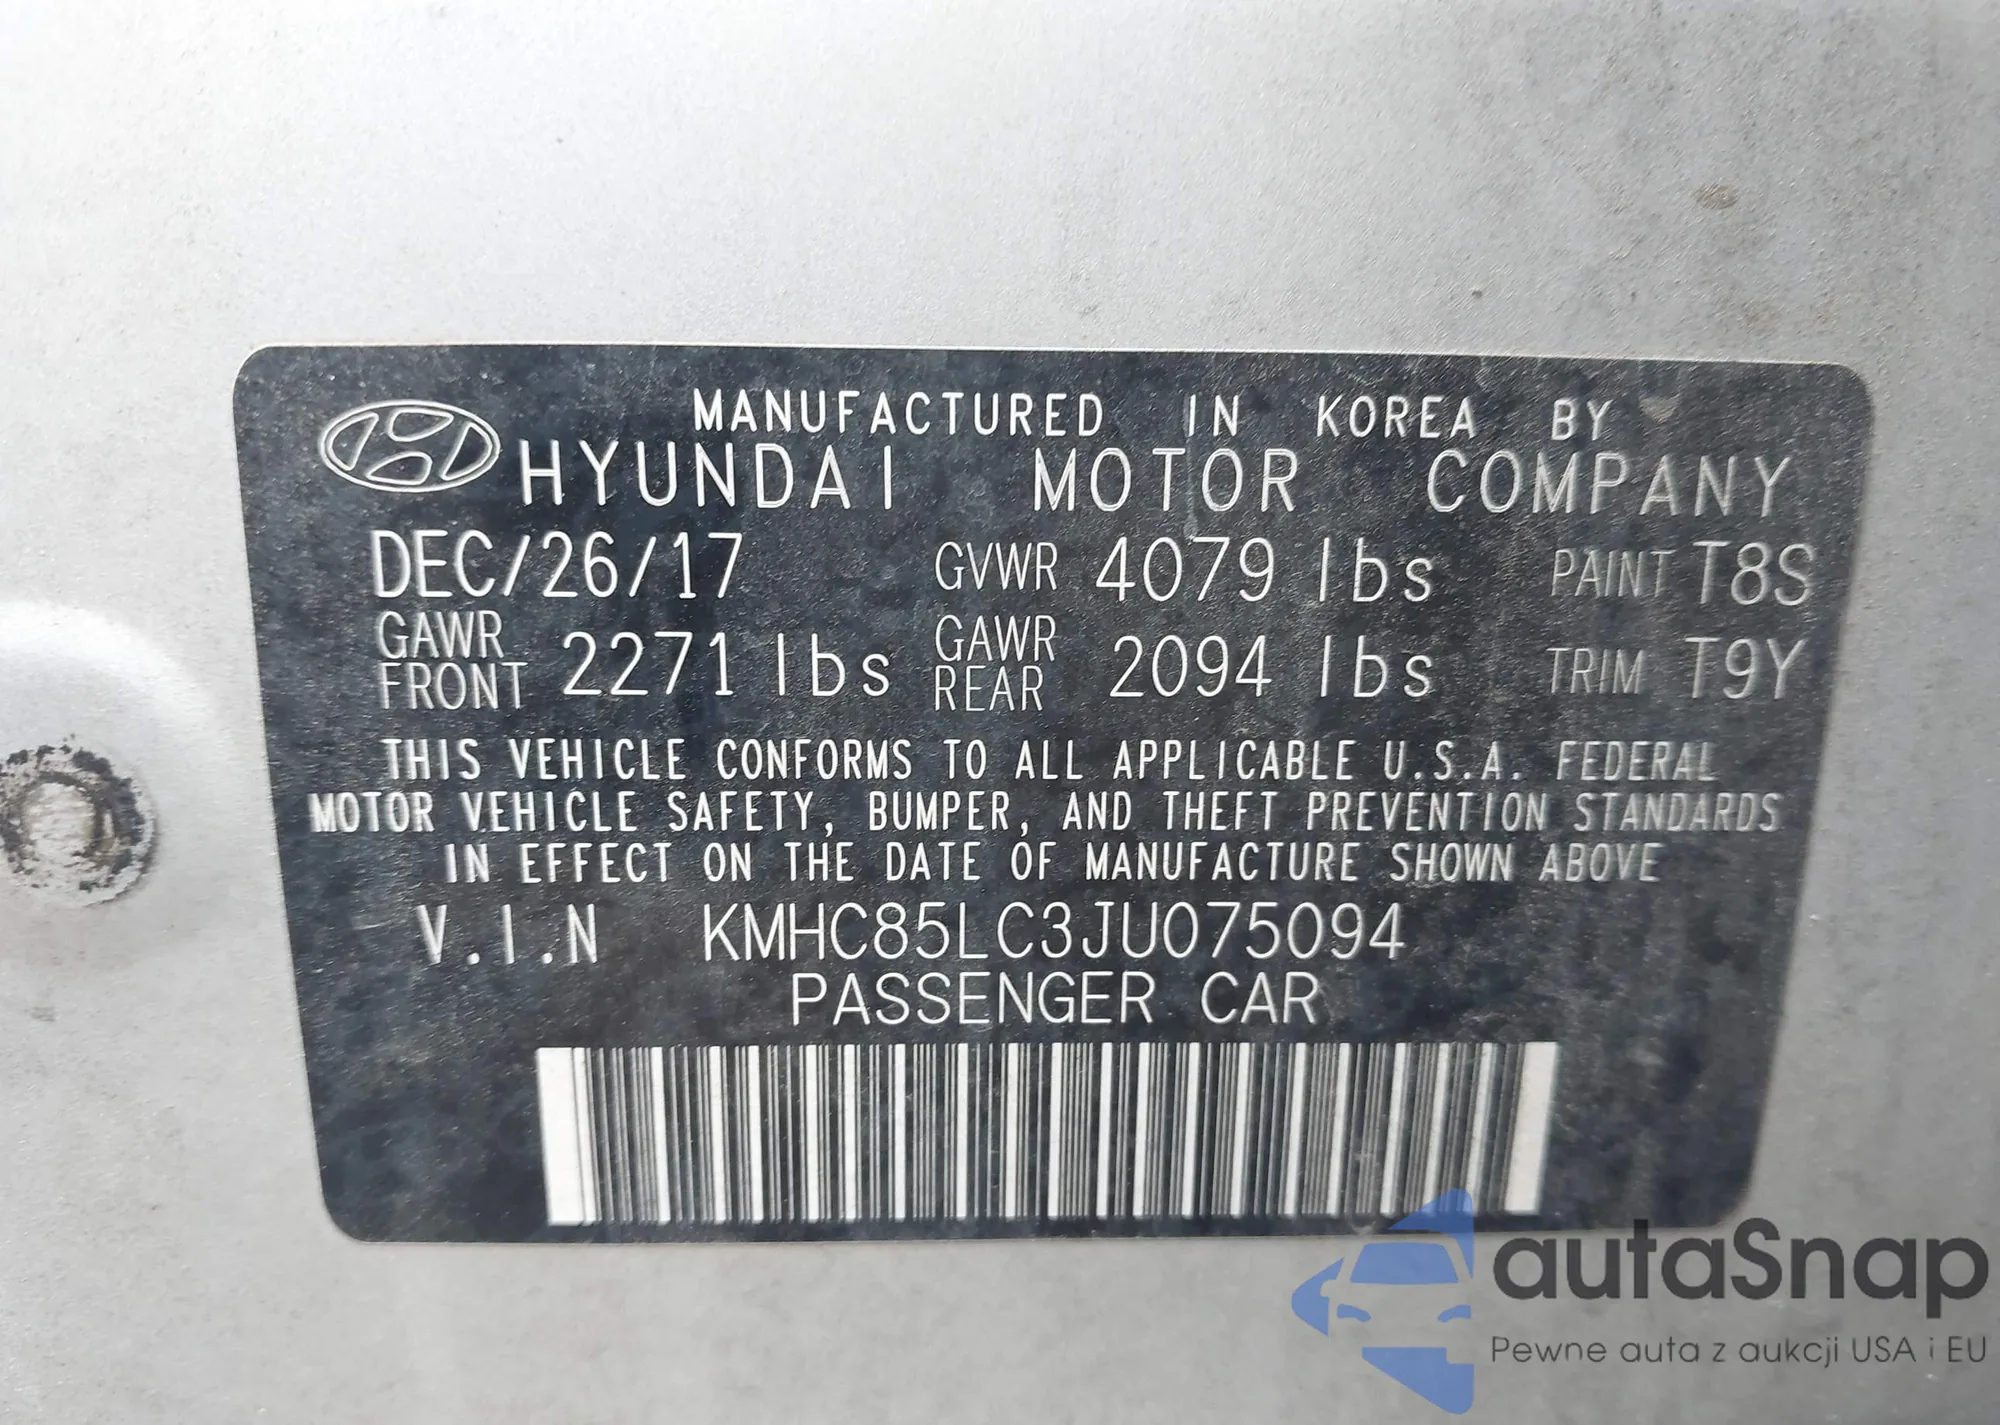 MANUFACTURED IN KOREA BY
HYUNDAI MOTOR COMPANY
DEC/26/17 GVWR 4079 lbs PAINT T8S
GAWR FRONT 2271 lbs GAWR REAR 2094 lbs TRIM T9Y
THIS VEHICLE CONFORMS TO ALL APPLICABLE U.S.A. FEDERAL
MOTOR VEHICLE SAFETY, BUMPER, AND THEFT PREVENTION STANDARDS
IN EFFECT ON THE DATE OF MANUFACTURE SHOWN ABOVE
V.I.N KMHC85LC3JU075094
PASSENGER CAR
autaSnap
Pewne auta z aukcji USA i EU